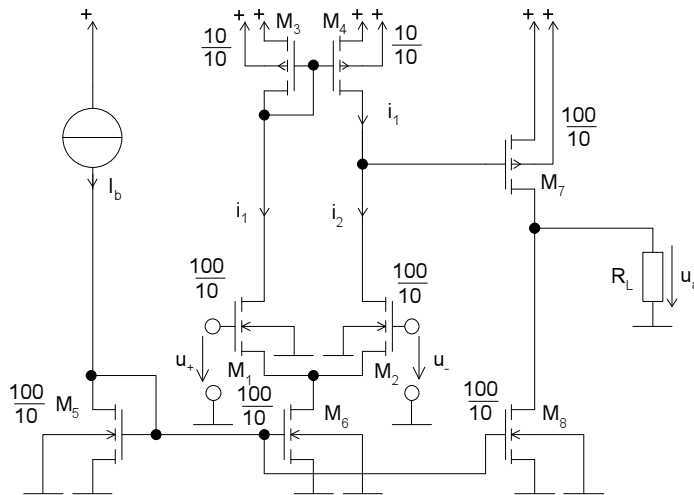 + + + M₃ M₄ + + + +
10/10 10/10
i₁ 100/10
I_b M₇
i₁ i₂
R_L
100/10 100/10
u₊ M₁ M₂ u₋
100/10 M₅ 100/10 M₆ 100/10 M₈